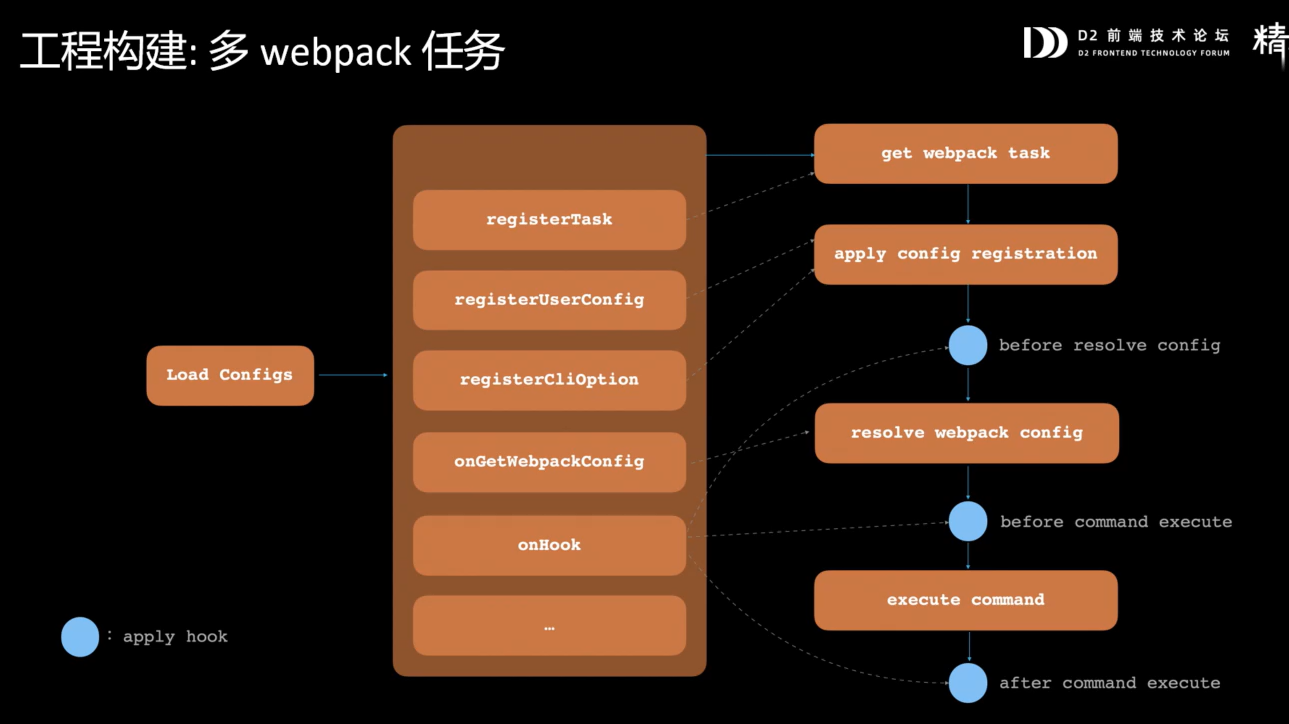 工程构建: 多 webpack 任务
D2 前端技术论坛
D2 FRONTEND TECHNOLOGY FORUM
精
Load Configs
registerTask
registerUserConfig
registerCliOption
onGetWebpackConfig
onHook
…
get webpack task
apply config registration
before resolve config
resolve webpack config
before command execute
execute command
after command execute
: apply hook